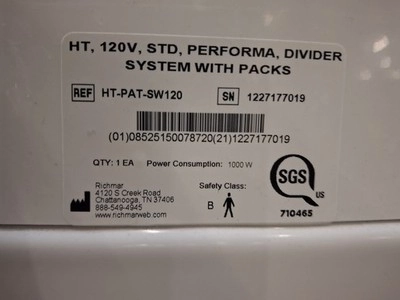 HT, 120V, STD, PERFORMA, DIVIDER
SYSTEM WITH PACKS
REF HT-PAT-SW120 SN 1227177019
(01)08525150078720(21)1227177019
QTY: 1 EA Power Consumption: 1000 W
Richmar
4120 S Creek Road
Chattanooga, TN 37406
888-549-4945
www.richmarweb.com
Safety Class:
B
SGS
US
710465